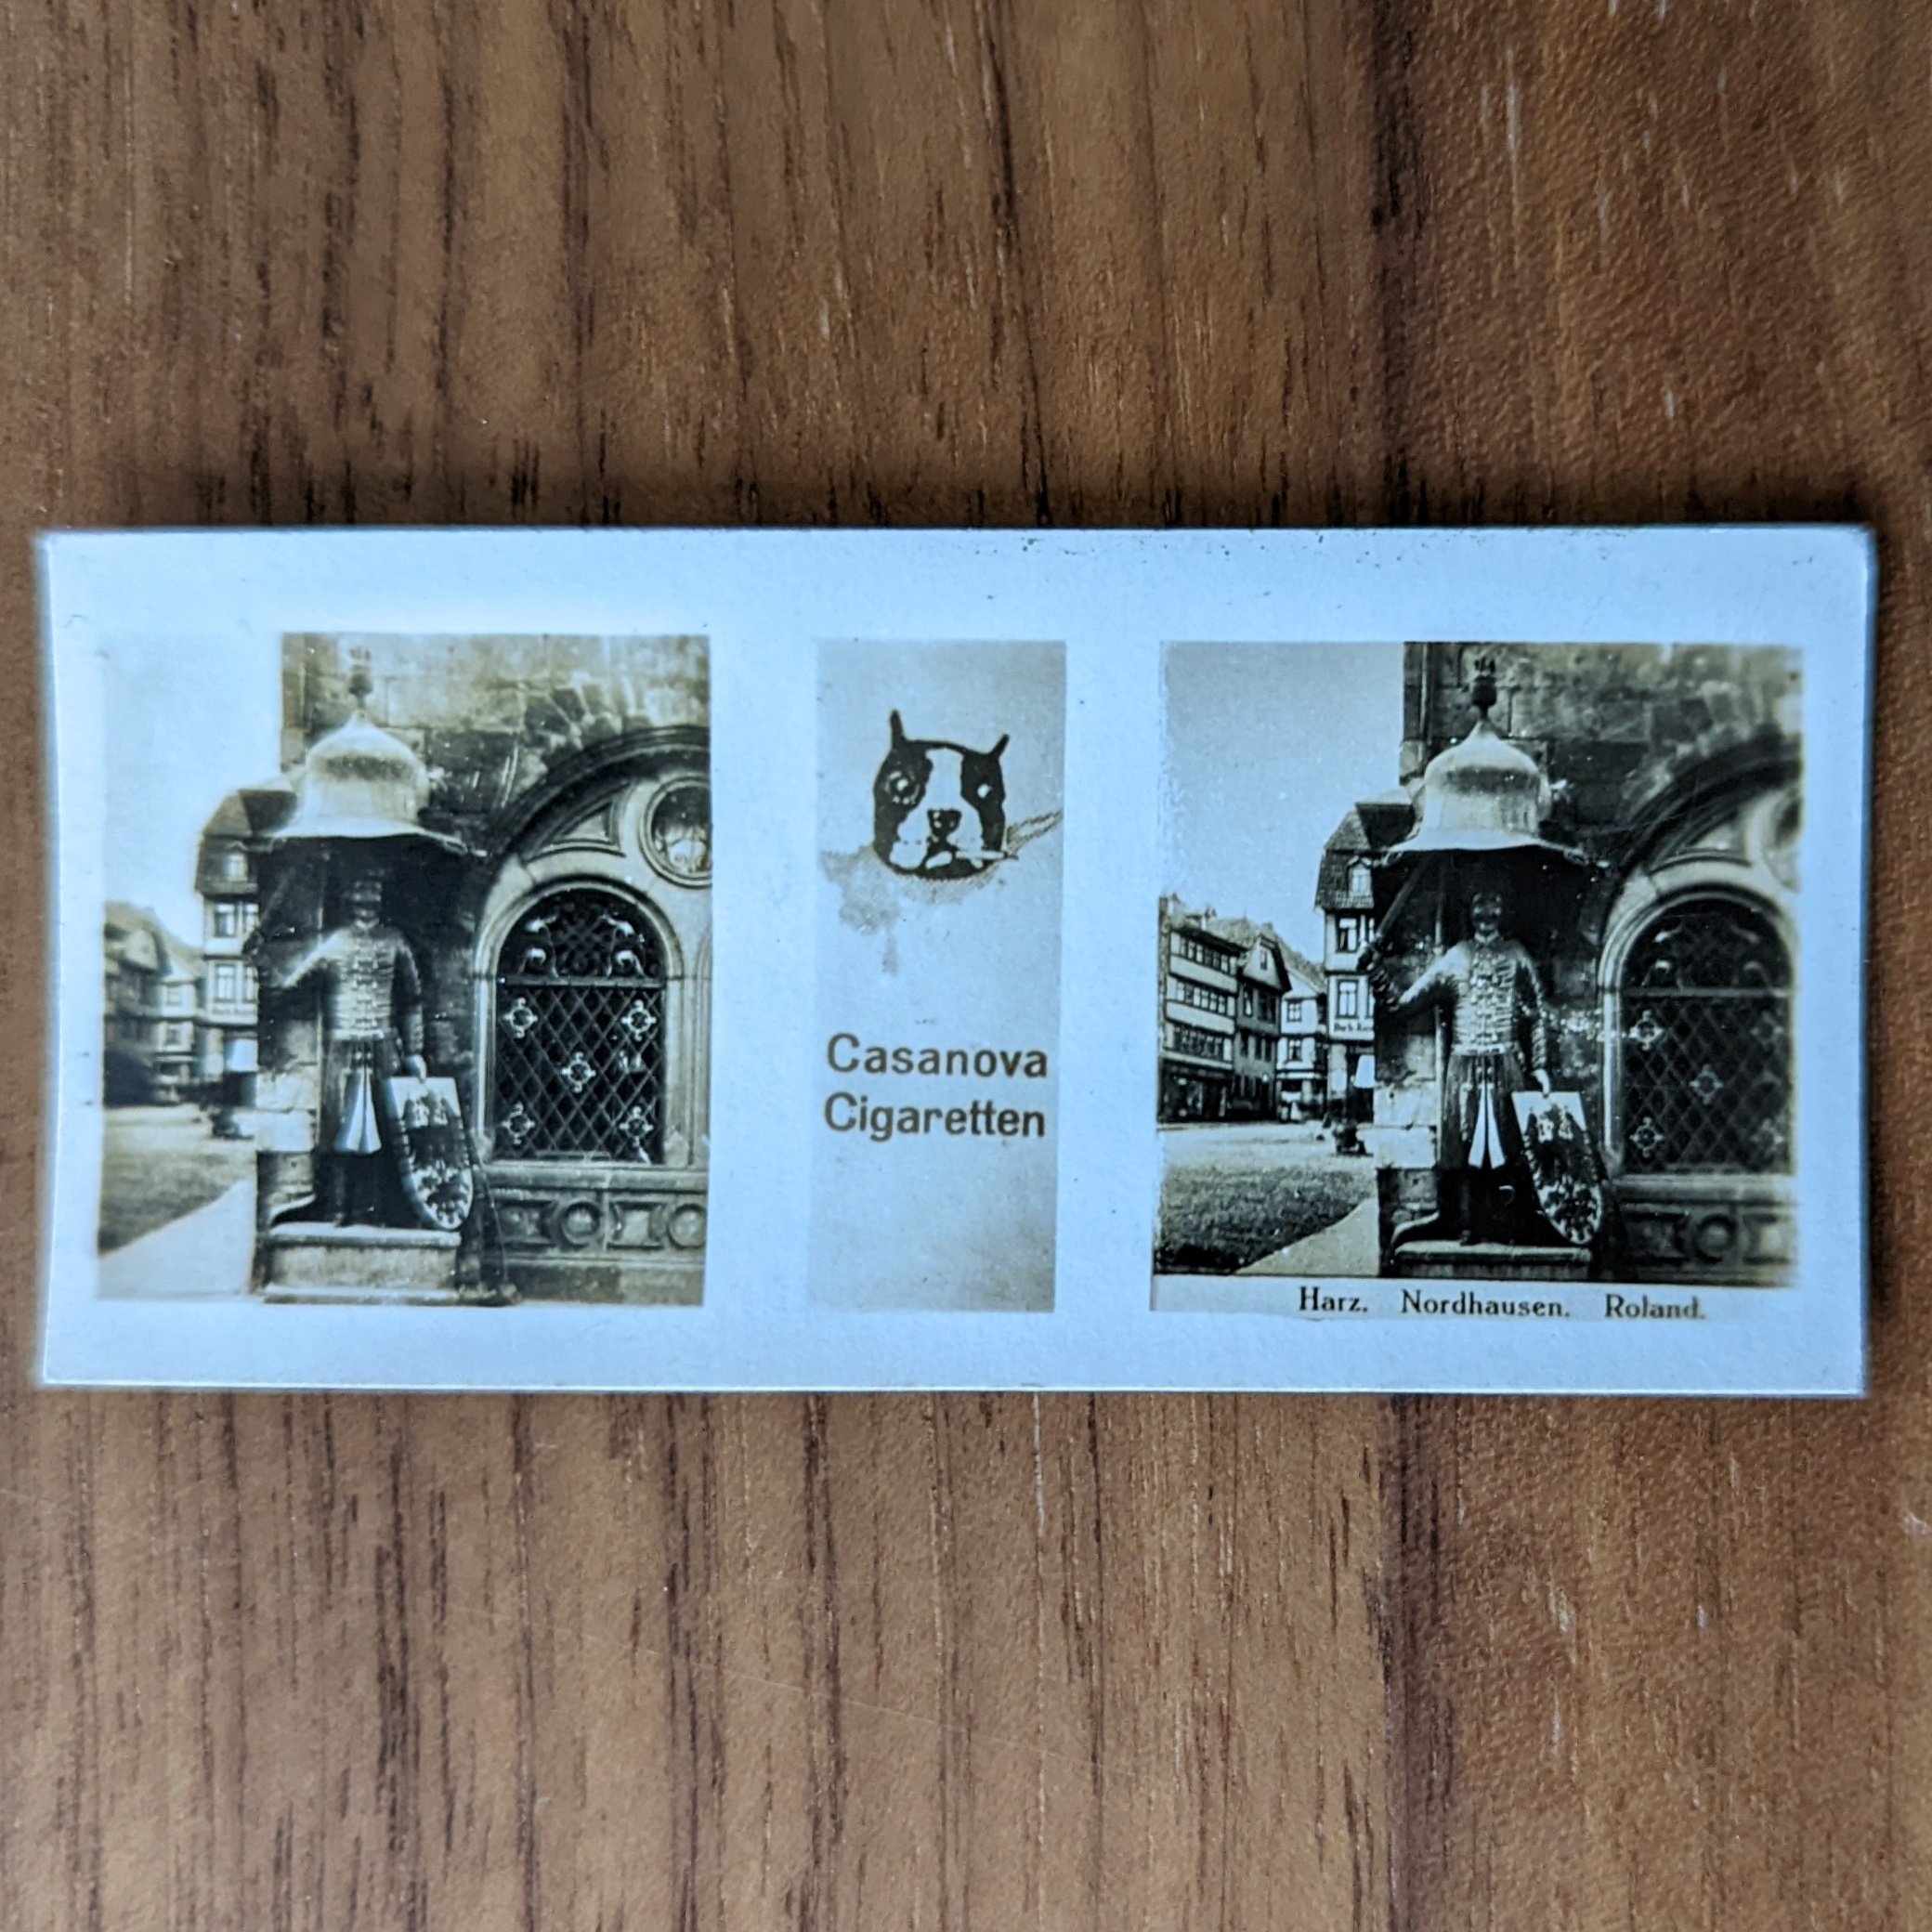 Casanova
Cigaretten
Harz. Nordhausen. Roland.